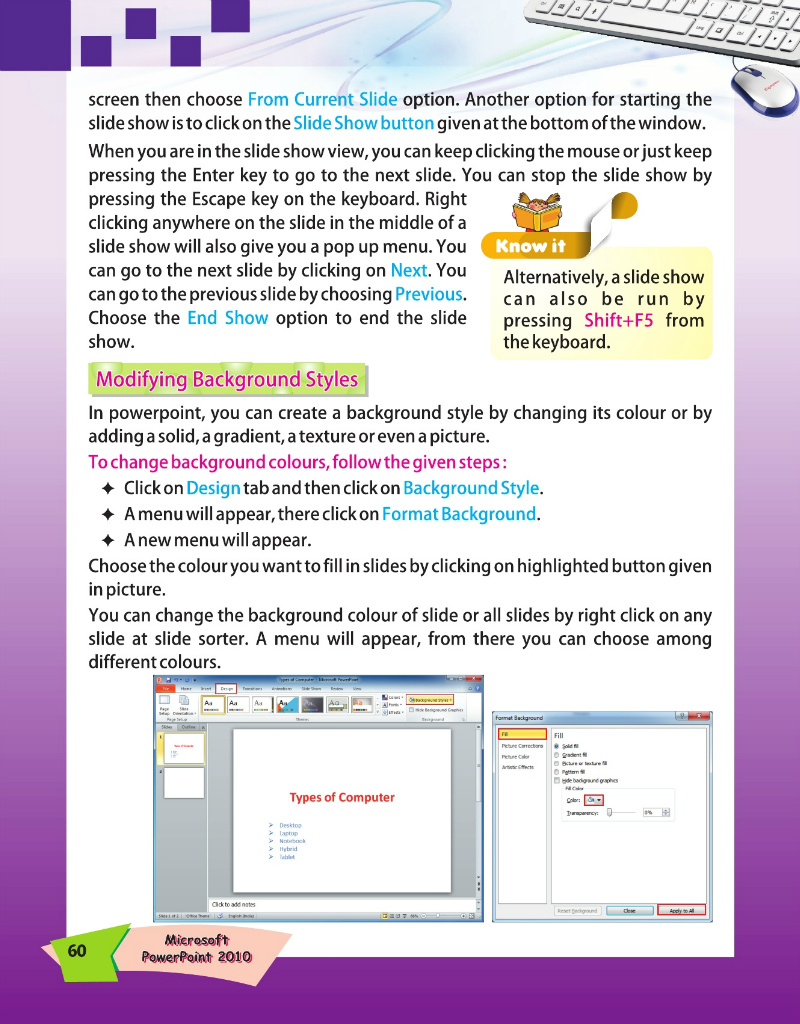 screen then choose From Current Slide option. Another option for starting the
slide show is to click on the Slide Show button given at the bottom of the window.
When you are in the slide show view, you can keep clicking the mouse or just keep
pressing the Enter key to go to the next slide. You can stop the slide show by
pressing the Escape key on the keyboard. Right
clicking anywhere on the slide in the middle of a
slide show will also give you a pop up menu. You
can go to the next slide by clicking on Next. You
can go to the previous slide by choosing Previous.
Choose the End Show option to end the slide
show.
Know it
Alternatively, a slide show
can also be run by
pressing Shift+F5 from
the keyboard.
Modifying Background Styles
In powerpoint, you can create a background style by changing its colour or by
adding a solid, a gradient, a texture or even a picture.
To change background colours, follow the given steps :
✦ Click on Design tab and then click on Background Style.
✦ A menu will appear, there click on Format Background.
✦ A new menu will appear.
Choose the colour you want to fill in slides by clicking on highlighted button given
in picture.
You can change the background colour of slide or all slides by right click on any
slide at slide sorter. A menu will appear, from there you can choose among
different colours.
Types of Computer - Microsoft PowerPoint
File Home Insert Design Transitions Animations Slide Show Review View
Page Setup Slide Orientation
Aa Aa Aa Aa Aa Aa Aa
Colors Fonts Effects
Background Styles
Hide Background Graphics
Page Setup Themes Background
Slides Outline
1
2
Types of Computer
➢ Desktop
➢ Laptop
➢ Notebook
➢ Hybrid
➢ Tablet
Click to add notes
Slide 1 of 2 Office Theme English (India) 66%
Format Background
Fill
Picture Corrections
Picture Color
Artistic Effects
Fill
Solid fill
Gradient fill
Picture or texture fill
Pattern fill
Hide background graphics
Fill Color
Color:
Transparency: 0%
Reset Background Close Apply to All
60
Microsoft
PowerPoint 2010